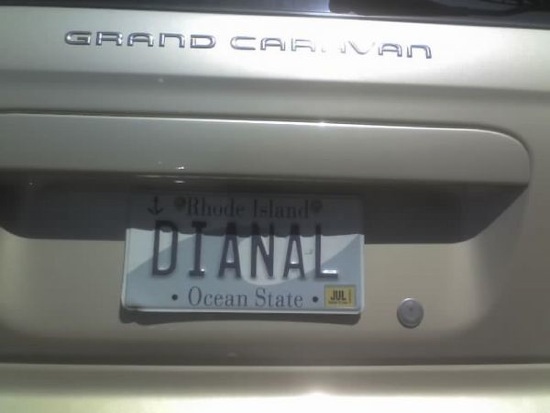 GRAND CARAVAN
Rhode Island
DIANAL
Ocean State
JUL